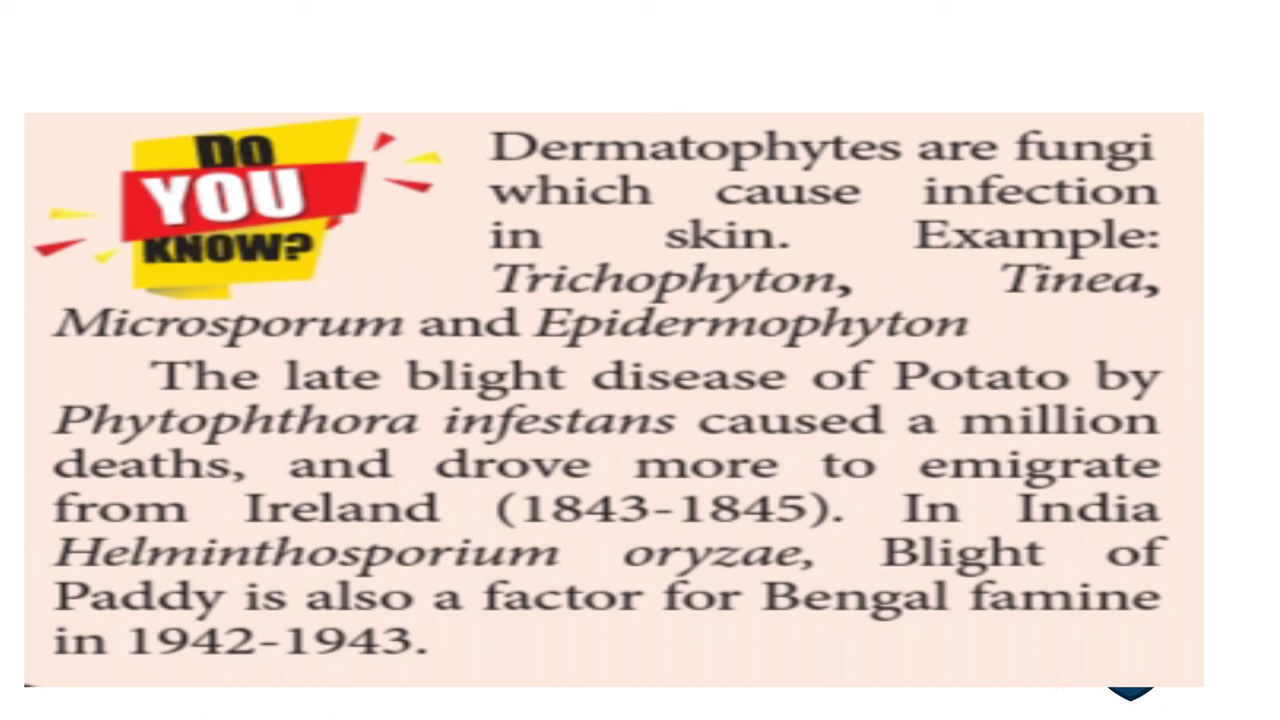 DO
YOU
KNOW?
Dermatophytes are fungi
which cause infection
in skin. Example:
Trichophyton, Tinea,
Microsporum and Epidermophyton
The late blight disease of Potato by
Phytophthora infestans caused a million
deaths, and drove more to emigrate
from Ireland (1843-1845). In India
Helminthosporium oryzae, Blight of
Paddy is also a factor for Bengal famine
in 1942-1943.